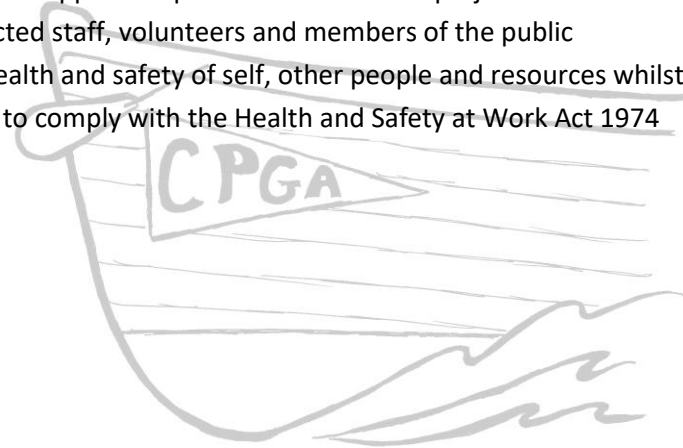 cted staff, volunteers and members of the public
ealth and safety of self, other people and resources whilst
to comply with the Health and Safety at Work Act 1974
CPGA